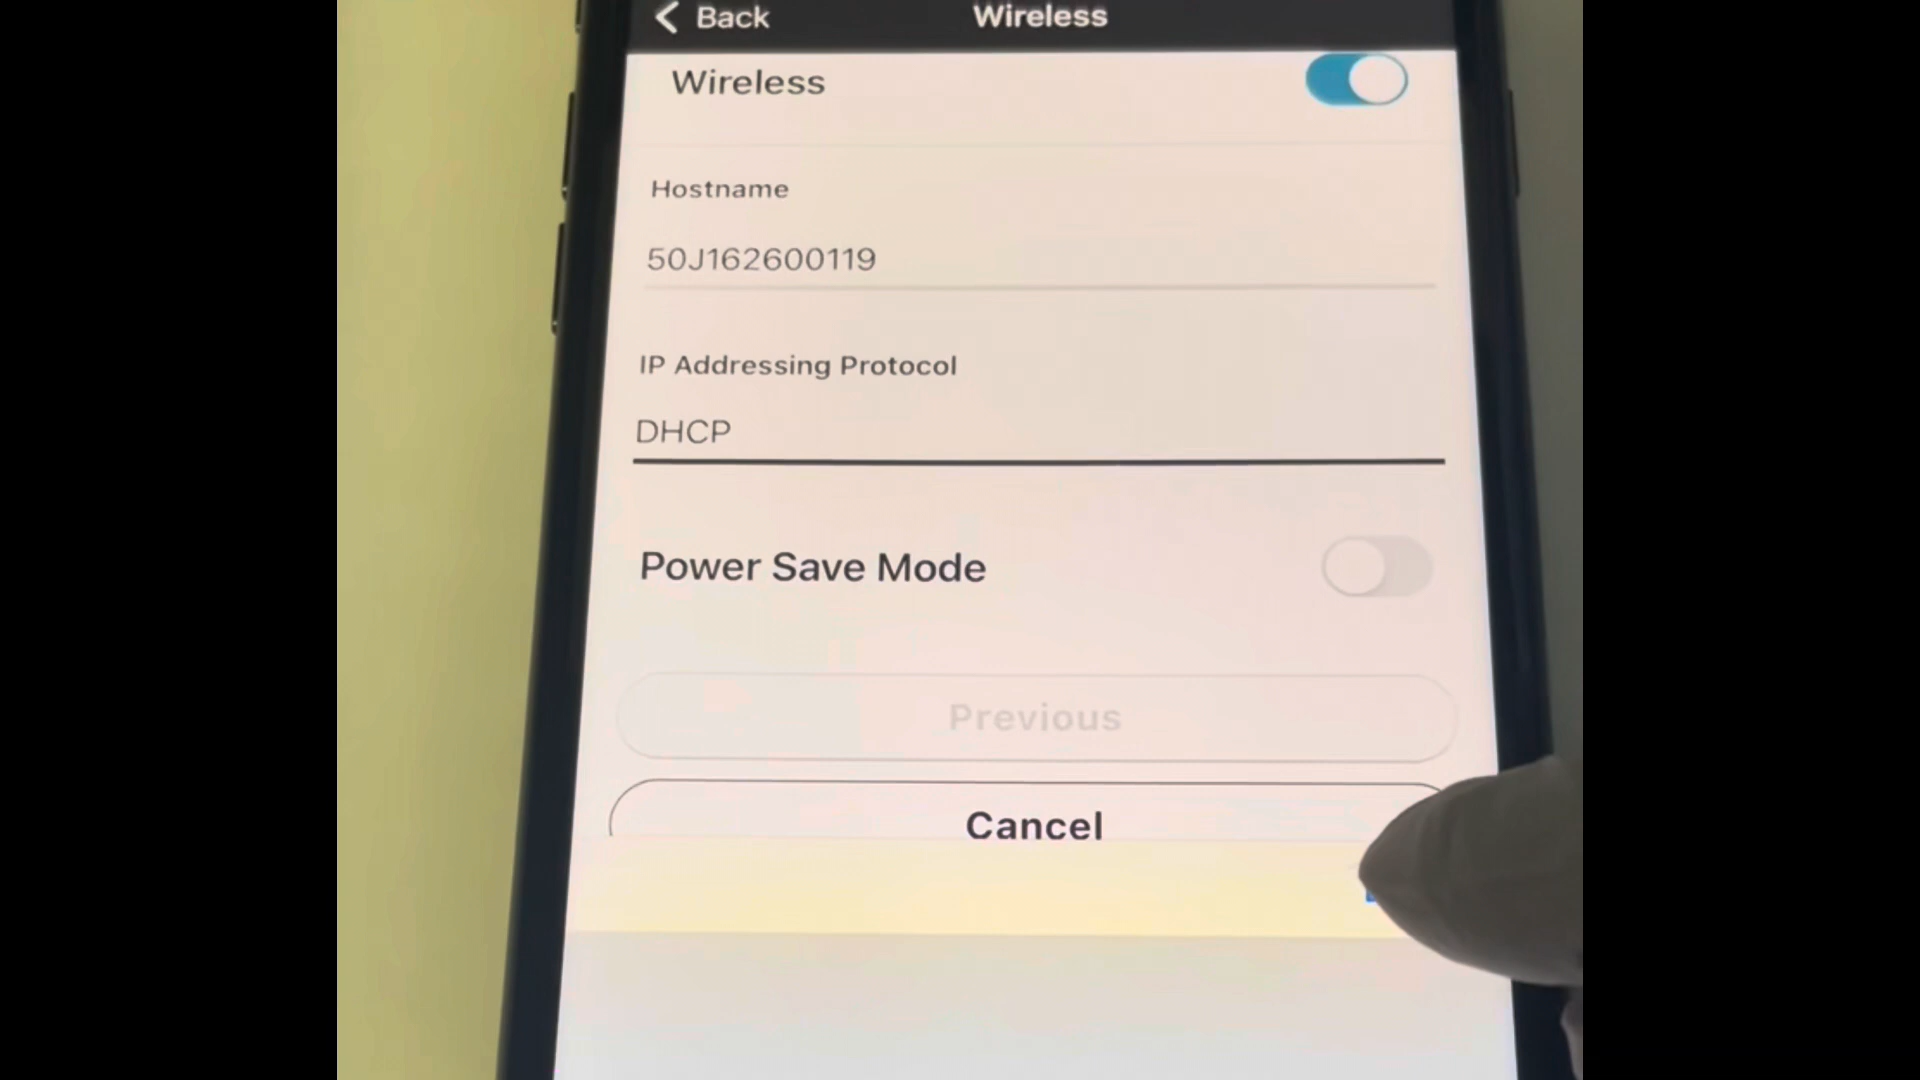 Back
Wireless
Wireless
Hostname
50J162600119
IP Addressing Protocol
DHCP
Power Save Mode
Previous
Cancel